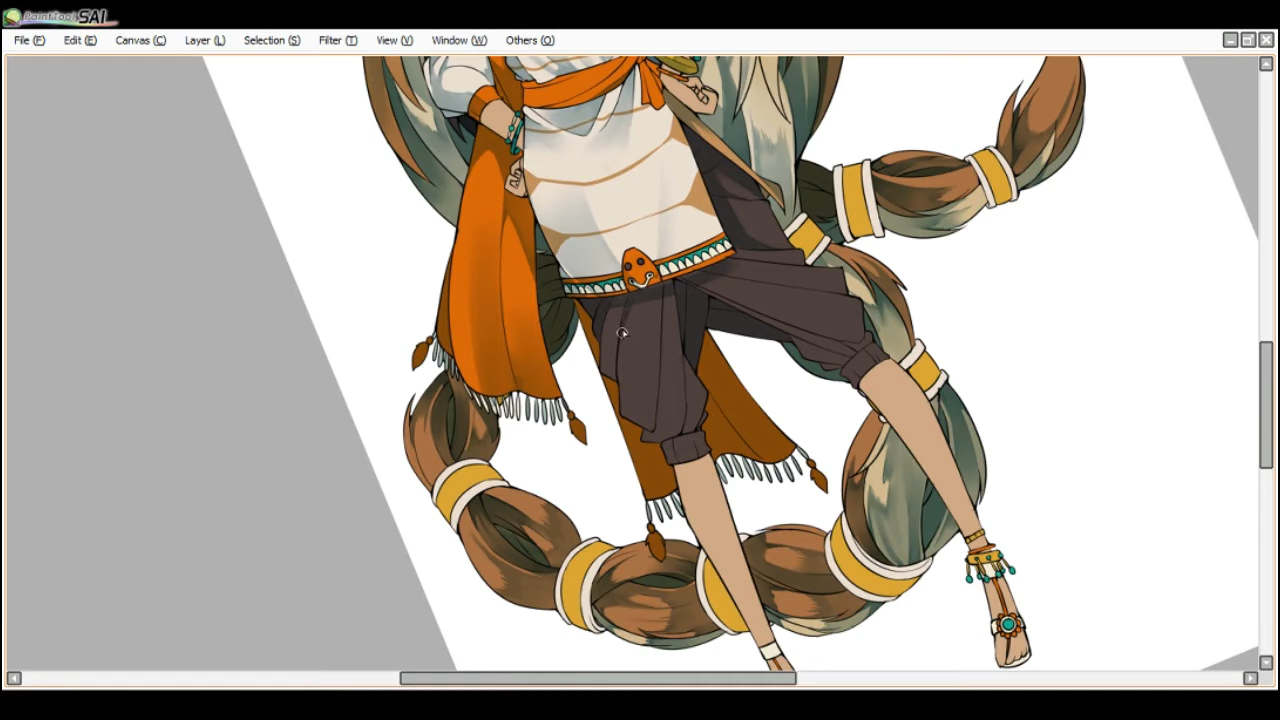 PaintTool SAI
File (F) Edit (E) Canvas (C) Layer (L) Selection (S) Filter (T) View (V) Window (W) Others (O)